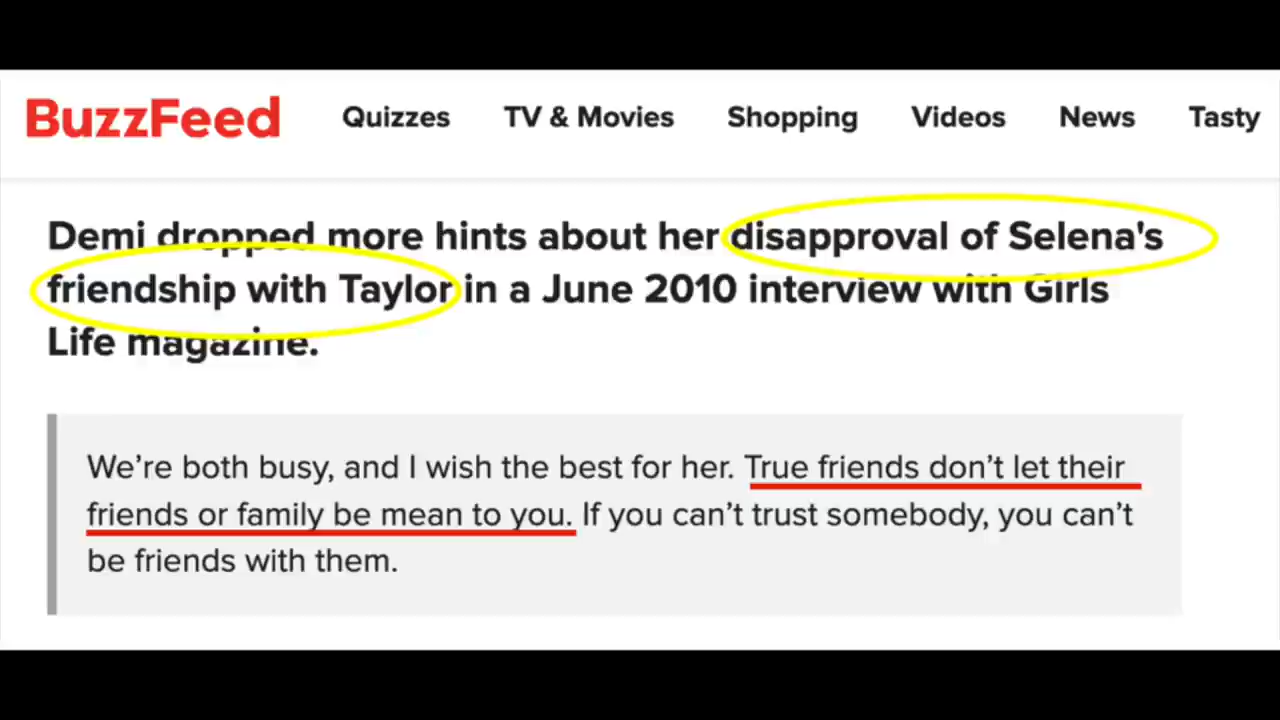 BuzzFeed Quizzes TV & Movies Shopping Videos News Tasty
Demi dropped more hints about her disapproval of Selena's
friendship with Taylor in a June 2010 interview with Girls
Life magazine.
We’re both busy, and I wish the best for her. True friends don’t let their
friends or family be mean to you. If you can’t trust somebody, you can’t
be friends with them.